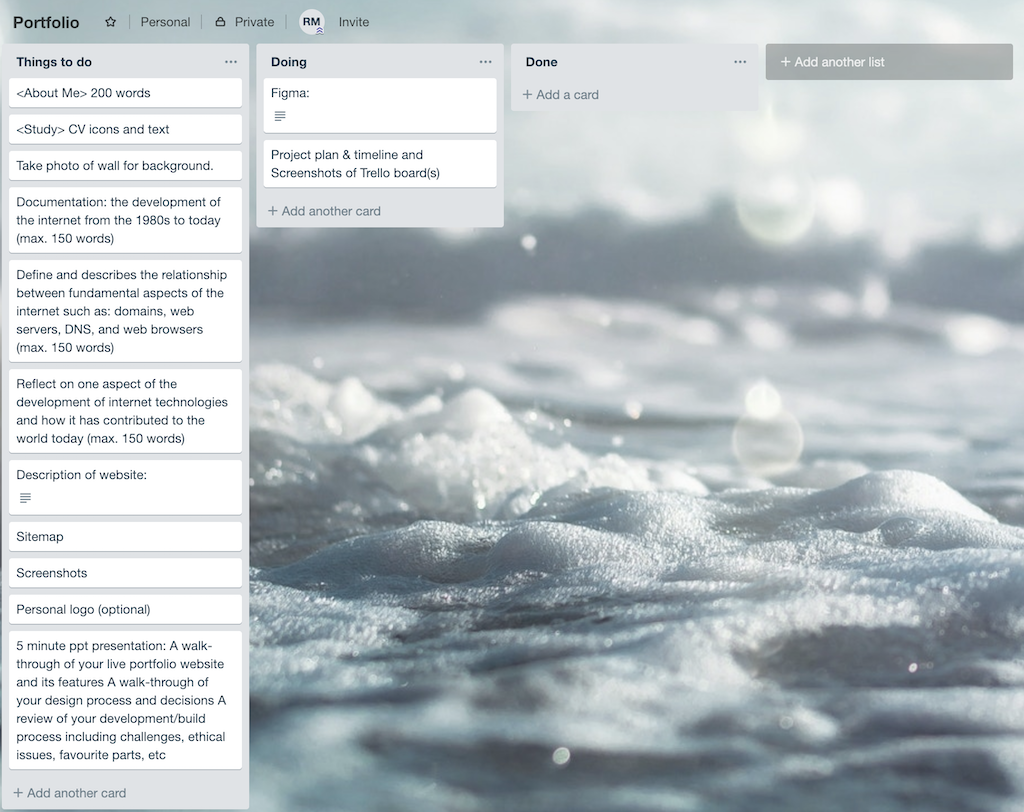 Portfolio
Personal
Private
RM
Invite
Things to do
<About Me> 200 words
<Study> CV icons and text
Take photo of wall for background.
Documentation: the development of
the internet from the 1980s to today
(max. 150 words)
Define and describes the relationship
between fundamental aspects of the
internet such as: domains, web
servers, DNS, and web browsers
(max. 150 words)
Reflect on one aspect of the
development of internet technologies
and how it has contributed to the
world today (max. 150 words)
Description of website:
Sitemap
Screenshots
Personal logo (optional)
5 minute ppt presentation: A walk-
through of your live portfolio website
and its features A walk-through of
your design process and decisions A
review of your development/build
process including challenges, ethical
issues, favourite parts, etc
+ Add another card
Doing
Figma:
Project plan & timeline and
Screenshots of Trello board(s)
+ Add another card
Done
+ Add a card
+ Add another list